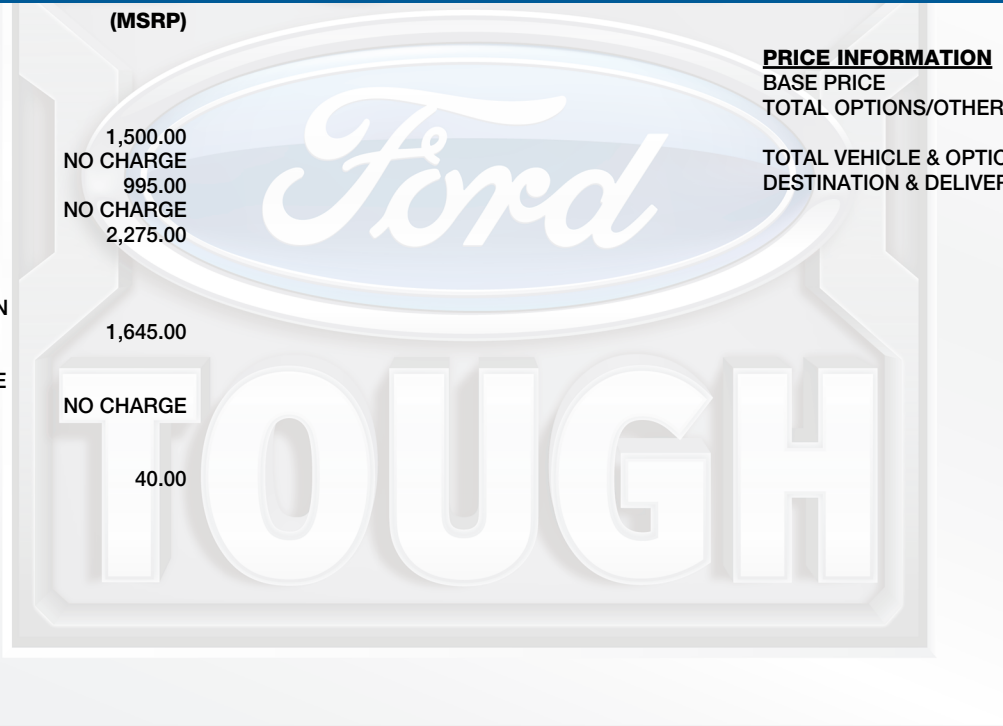 (MSRP)
1,500.00
NO CHARGE
995.00
NO CHARGE
2,275.00
N
1,645.00
E
NO CHARGE
40.00
Ford
TOUGH
PRICE INFORMATION
BASE PRICE
TOTAL OPTIONS/OTHER
TOTAL VEHICLE & OPTIO
DESTINATION & DELIVER